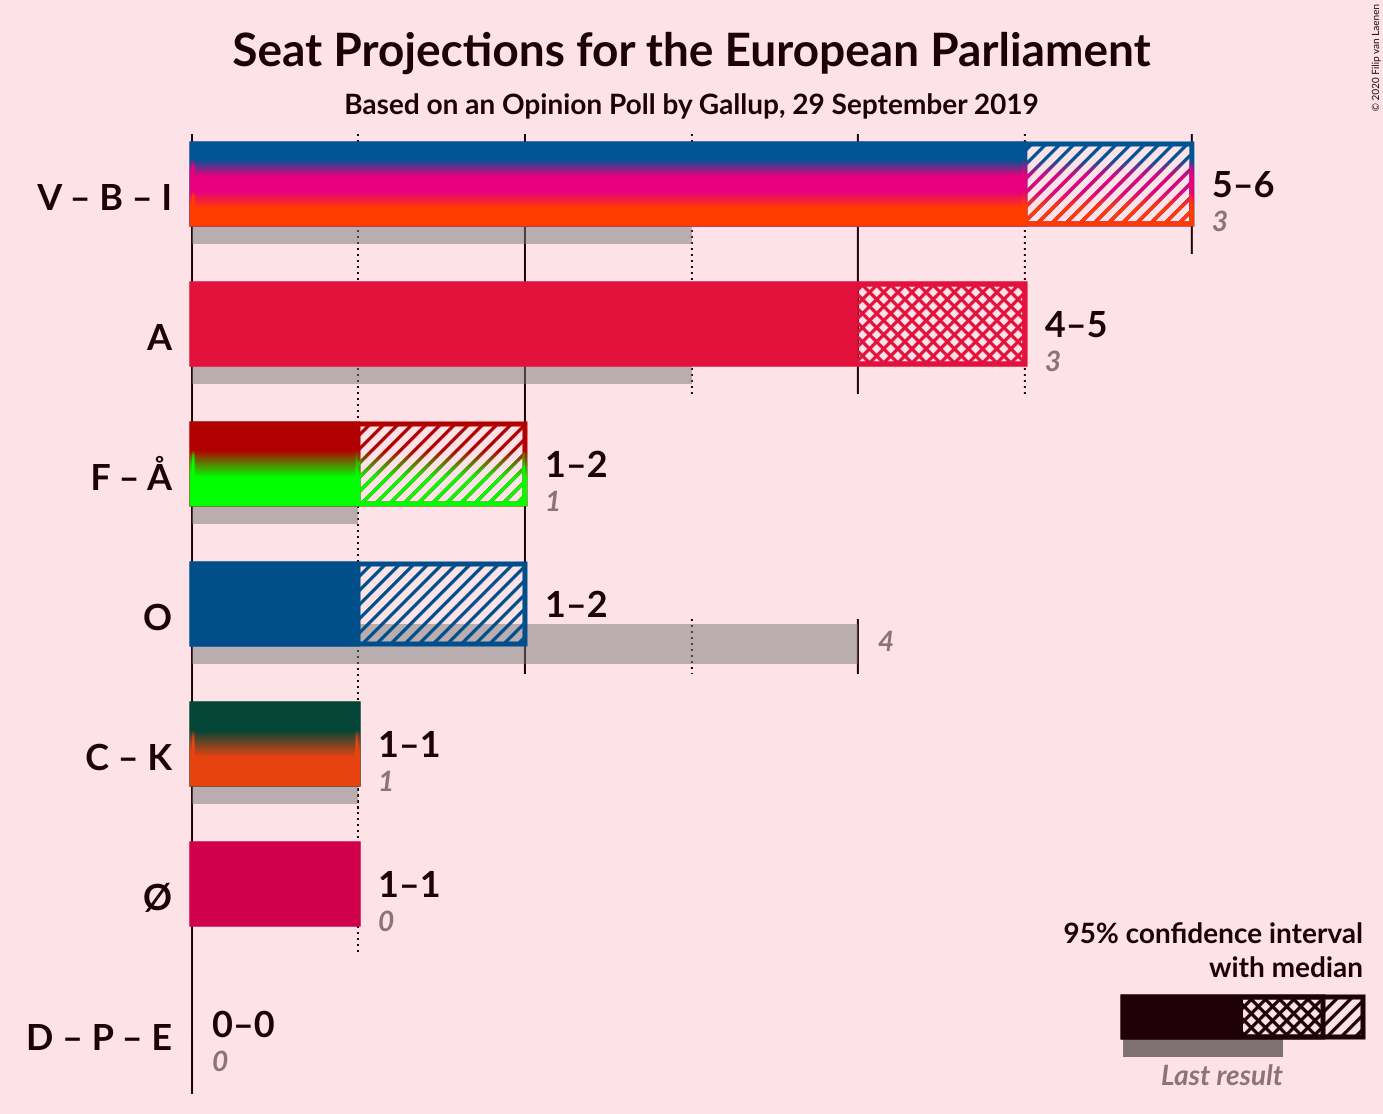 Seat Projections for the European Parliament
Based on an Opinion Poll by Gallup, 29 September 2019
© 2020 Filip van Laenen
V – B – I
5–6
3
A
4–5
3
F – Å
1–2
1
O
1–2
4
C – K
1–1
1
Ø
1–1
0
D – P – E
0–0
0
95% confidence interval
with median
Last result